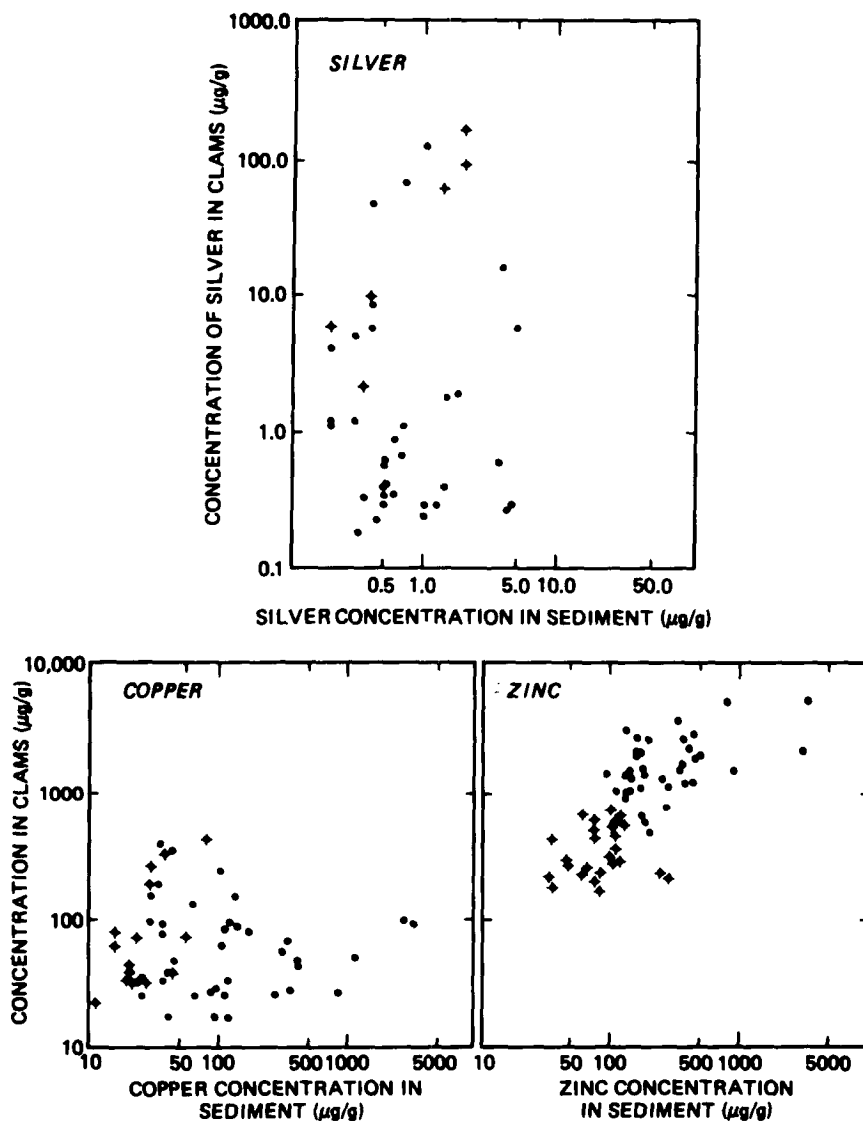 SILVER
1000.0
100.0
10.0
1.0
0.1
CONCENTRATION OF SILVER IN CLAMS (µg/g)
0.5 1.0 5.0 10.0 50.0
SILVER CONCENTRATION IN SEDIMENT (µg/g)
COPPER
10,000
1000
100
10
CONCENTRATION IN CLAMS (µg/g)
10 50 100 500 1000 5000
COPPER CONCENTRATION IN
SEDIMENT (µg/g)
ZINC
10 50 100 500 1000 5000
ZINC CONCENTRATION
IN SEDIMENT (µg/g)